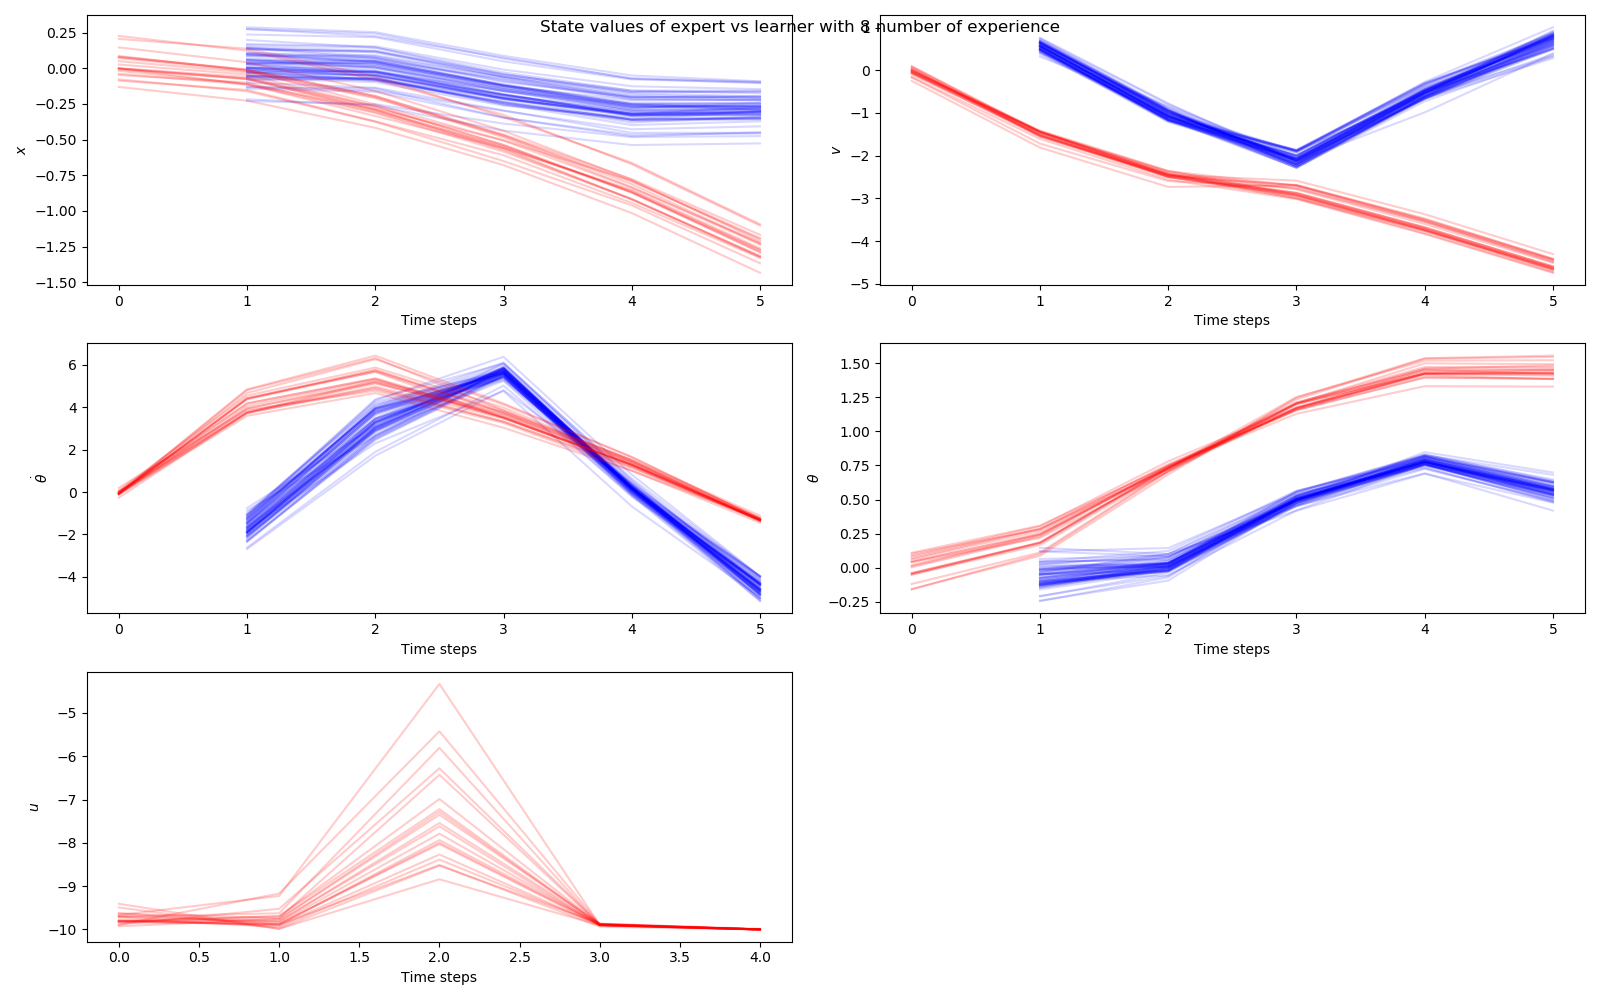 State values of expert vs learner with 8 number of experience
0.25
0.00
−0.25
−0.50
−0.75
−1.00
−1.25
−1.50
x
0 1 2 3 4 5
Time steps
1
0
−1
−2
−3
−4
−5
v
0 1 2 3 4 5
Time steps
6
4
2
0
−2
−4
θ̇
0 1 2 3 4 5
Time steps
1.50
1.25
1.00
0.75
0.50
0.25
0.00
−0.25
θ
0 1 2 3 4 5
Time steps
−5
−6
−7
−8
−9
−10
u
0.0 0.5 1.0 1.5 2.0 2.5 3.0 3.5 4.0
Time steps